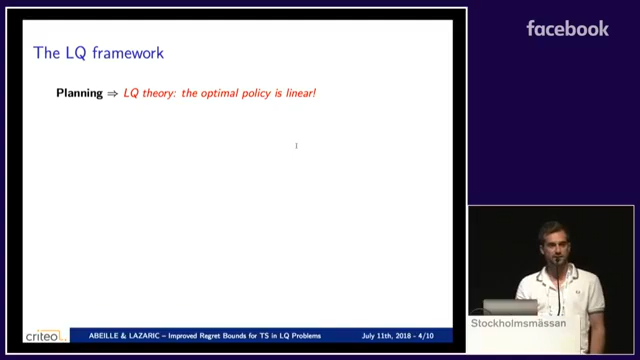 facebook
The LQ framework
Planning ⇒ LQ theory: the optimal policy is linear!
criteo.
ABEILLE & LAZARIC – Improved Regret Bounds for TS in LQ Problems
July 11th, 2018 - 4/10
Stockholmsmässan